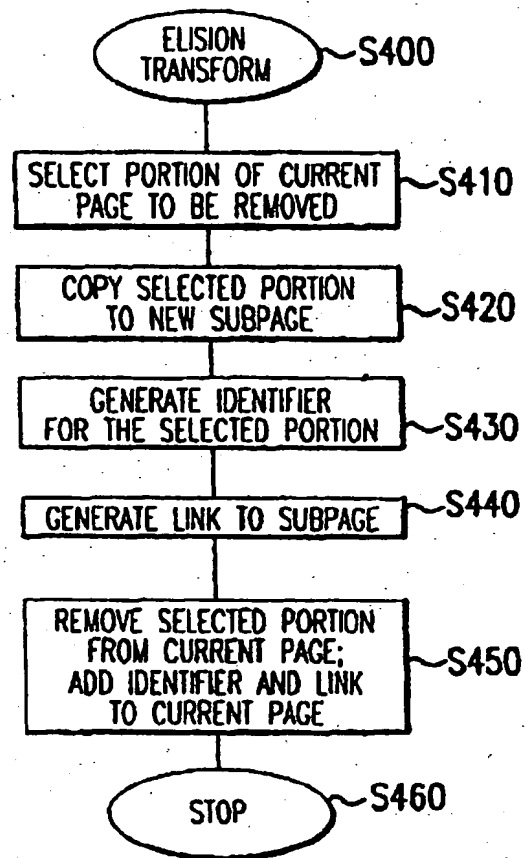 ELISION
TRANSFORM
S400
SELECT PORTION OF CURRENT
PAGE TO BE REMOVED
S410
COPY SELECTED PORTION
TO NEW SUBPAGE
S420
GENERATE IDENTIFIER
FOR THE SELECTED PORTION
S430
GENERATE LINK TO SUBPAGE
S440
REMOVE SELECTED PORTION
FROM CURRENT PAGE;
ADD IDENTIFIER AND LINK
TO CURRENT PAGE
S450
STOP
S460